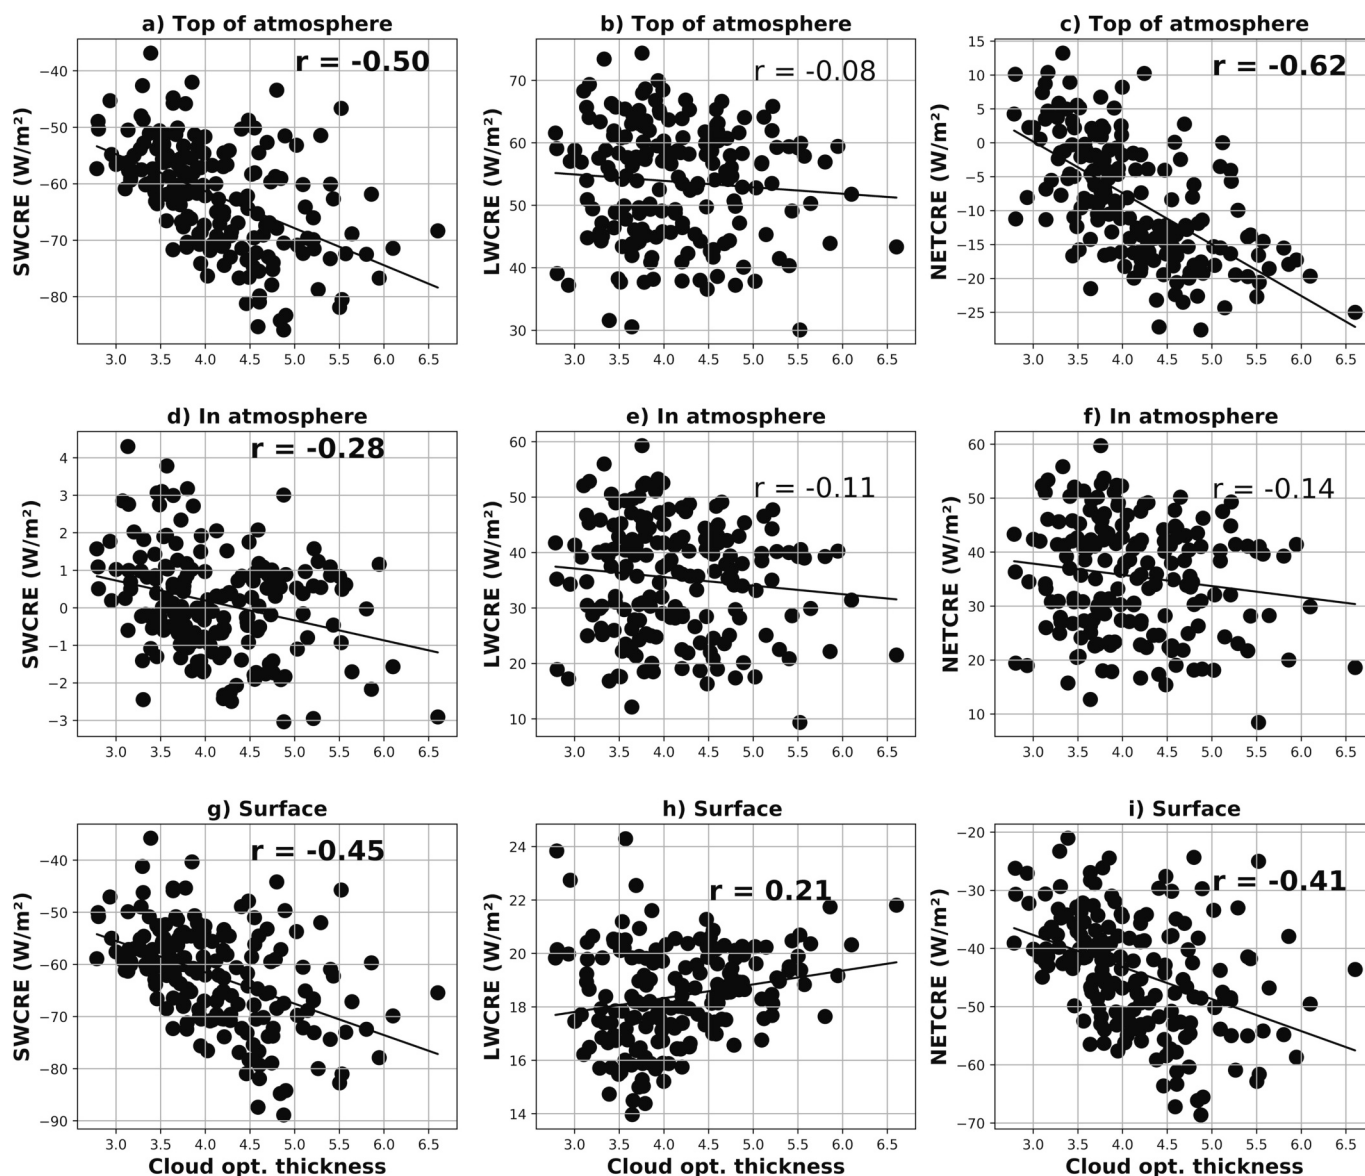 a) Top of atmosphere
r = -0.50
SWCRE (W/m²)
−40
−50
−60
−70
−80
3.0 3.5 4.0 4.5 5.0 5.5 6.0 6.5
b) Top of atmosphere
r = -0.08
LWCRE (W/m²)
70
60
50
40
30
3.0 3.5 4.0 4.5 5.0 5.5 6.0 6.5
c) Top of atmosphere
r = -0.62
NETCRE (W/m²)
15
10
5
0
−5
−10
−15
−20
−25
3.0 3.5 4.0 4.5 5.0 5.5 6.0 6.5
d) In atmosphere
r = -0.28
SWCRE (W/m²)
4
3
2
1
0
−1
−2
−3
3.0 3.5 4.0 4.5 5.0 5.5 6.0 6.5
e) In atmosphere
r = -0.11
LWCRE (W/m²)
60
50
40
30
20
10
3.0 3.5 4.0 4.5 5.0 5.5 6.0 6.5
f) In atmosphere
r = -0.14
NETCRE (W/m²)
60
50
40
30
20
10
3.0 3.5 4.0 4.5 5.0 5.5 6.0 6.5
g) Surface
r = -0.45
SWCRE (W/m²)
−40
−50
−60
−70
−80
−90
3.0 3.5 4.0 4.5 5.0 5.5 6.0 6.5
Cloud opt. thickness
h) Surface
r = 0.21
LWCRE (W/m²)
24
22
20
18
16
14
3.0 3.5 4.0 4.5 5.0 5.5 6.0 6.5
Cloud opt. thickness
i) Surface
r = -0.41
NETCRE (W/m²)
−20
−30
−40
−50
−60
−70
3.0 3.5 4.0 4.5 5.0 5.5 6.0 6.5
Cloud opt. thickness